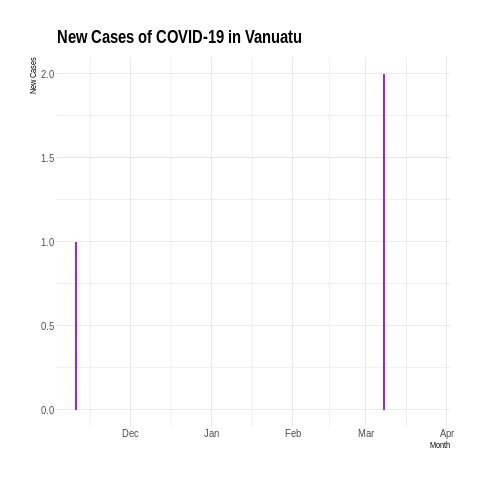 New Cases of COVID-19 in Vanuatu
New Cases
2.0
1.5
1.0
0.5
0.0
Dec Jan Feb Mar Apr
Month